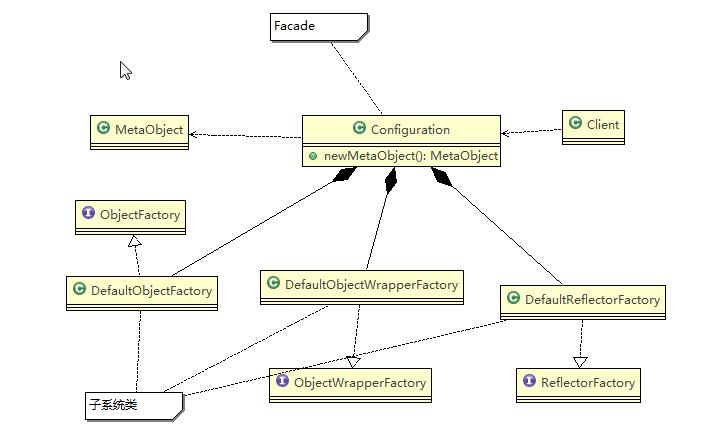 Facade
C MetaObject
C Configuration
C Client
newMetaObject(): MetaObject
I ObjectFactory
C DefaultObjectFactory
C DefaultObjectWrapperFactory
C DefaultReflectorFactory
I ObjectWrapperFactory
I ReflectorFactory
子系统类